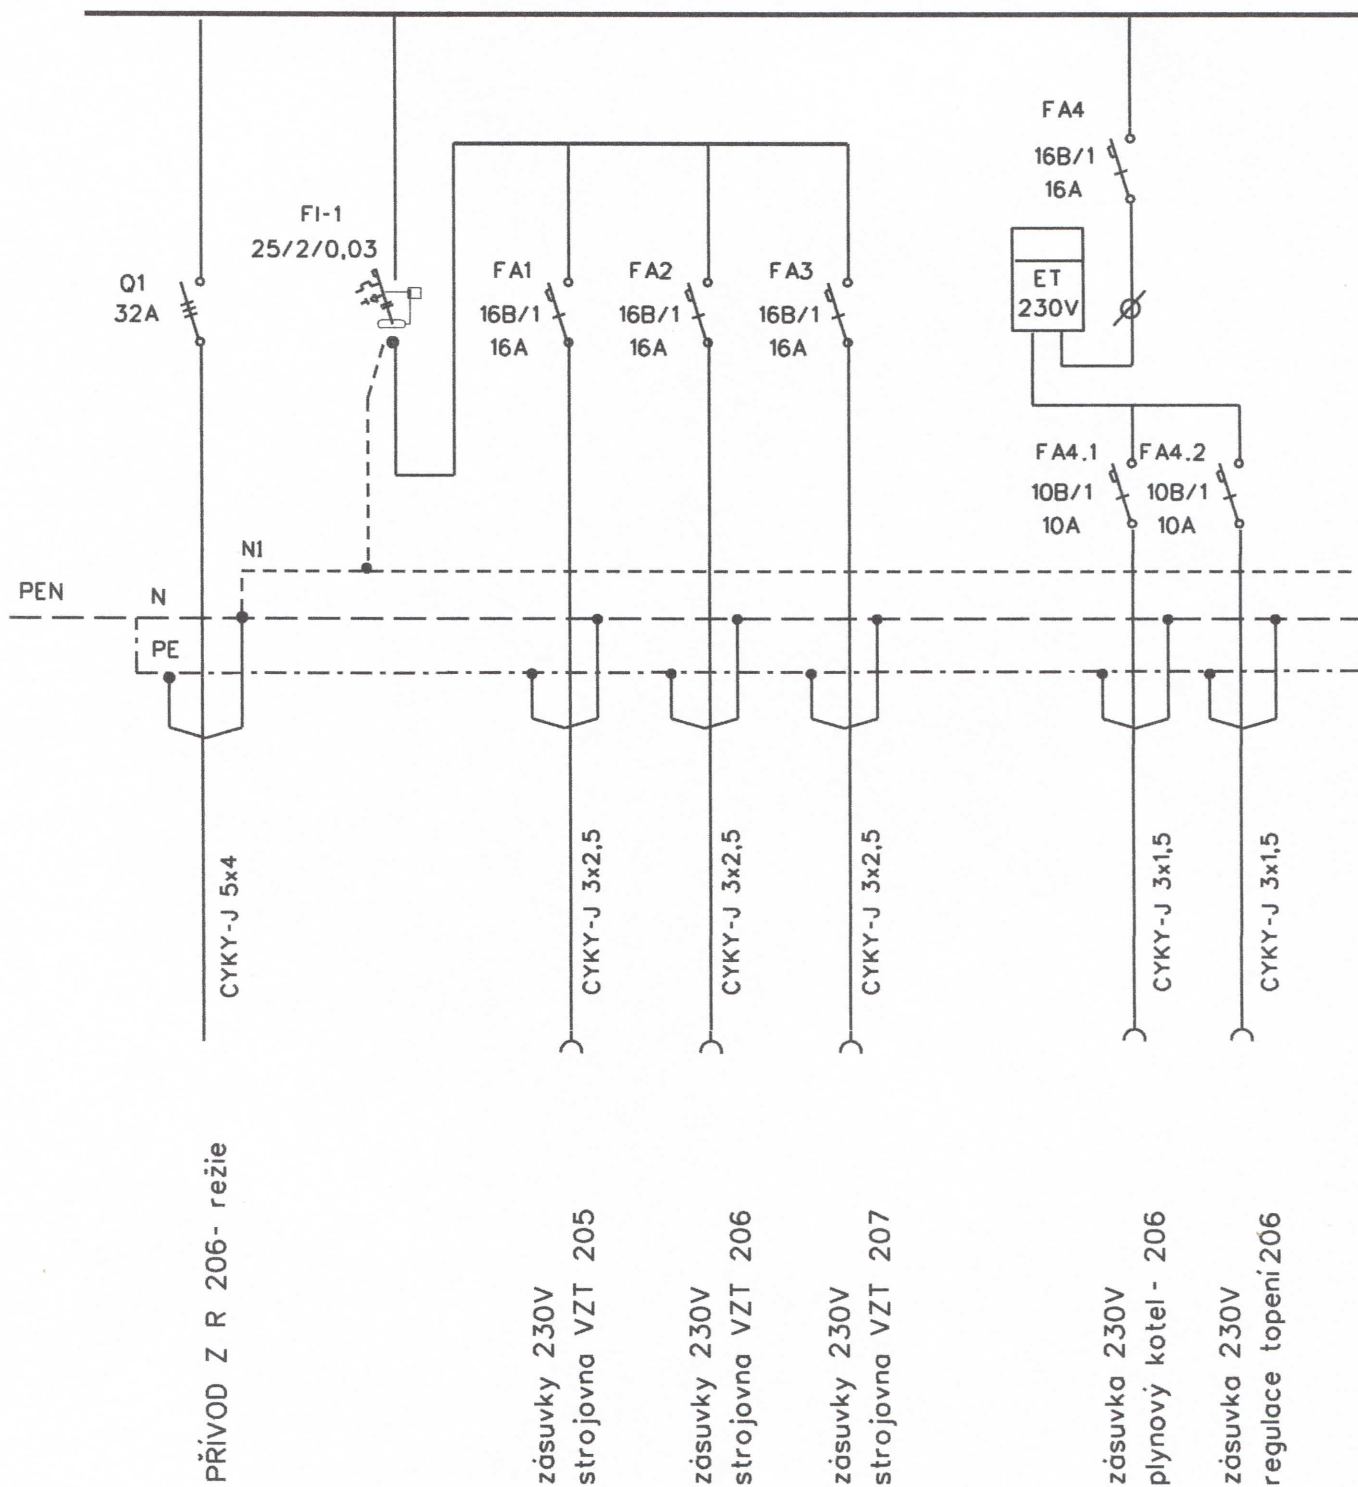 FA4
16B/1
16A
FI-1
25/2/0,03
Q1
32A
FA1
16B/1
16A
FA2
16B/1
16A
FA3
16B/1
16A
ET
230V
FA4.1
10B/1
10A
FA4.2
10B/1
10A
N1
PEN
N
PE
CYKY-J 5x4
CYKY-J 3x2,5
CYKY-J 3x2,5
CYKY-J 3x2,5
CYKY-J 3x1,5
CYKY-J 3x1,5
PŘÍVOD Z R 206- režie
zásuvky 230V
strojovna VZT 205
zásuvky 230V
strojovna VZT 206
zásuvky 230V
strojovna VZT 207
zásuvka 230V
plynový kotel - 206
zásuvka 230V
regulace topení 206